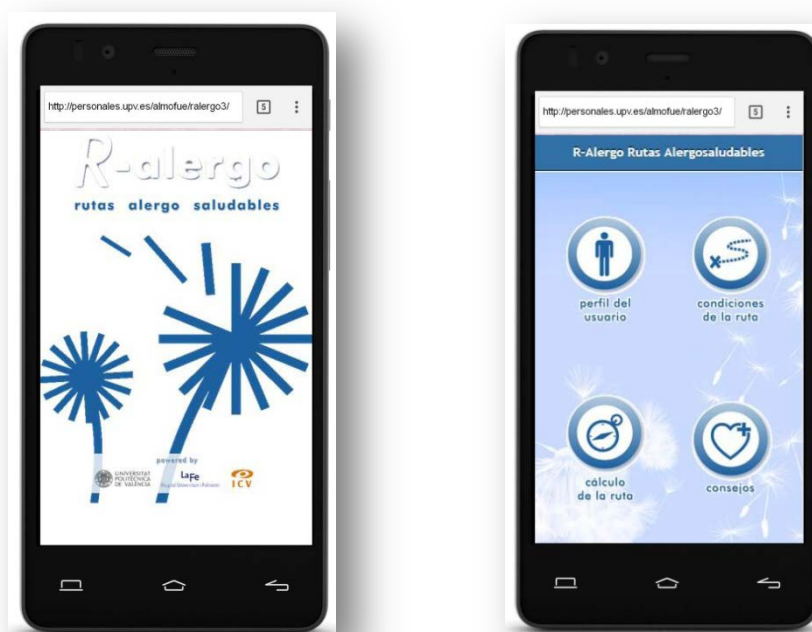 http://personales.upv.es/almofue/ralergo3/
5
R-alergo
rutas alergo saludables
powered by
UNIVERSITAT
POLITÈCNICA
DE VALÈNCIA
La Fe
ICV
http://personales.upv.es/almofue/ralergo3/
5
R-Alergo Rutas Alergosaludables
perfil del
usuario
condiciones
de la ruta
cálculo
de la ruta
consejos